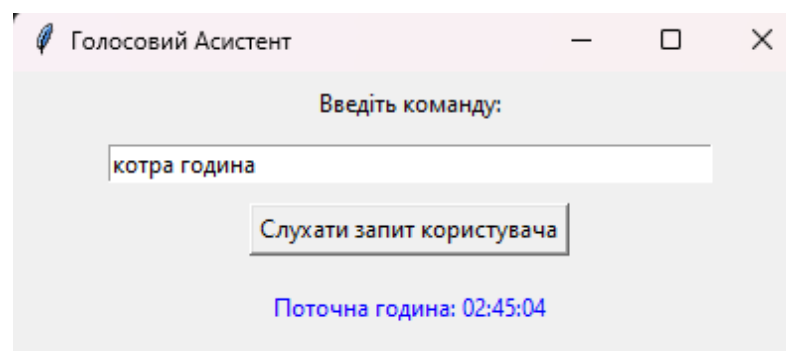 Голосовий Асистент
Введіть команду:
котра година
Слухати запит користувача
Поточна година: 02:45:04